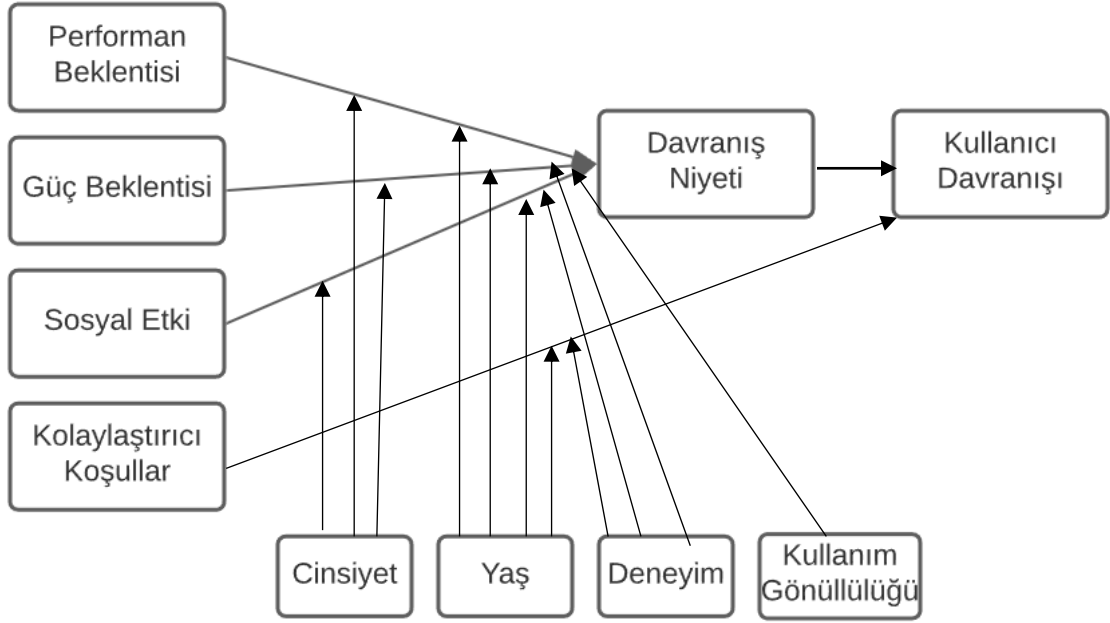 Performan
Beklentisi
Güç Beklentisi
Sosyal Etki
Kolaylaştırıcı
Koşullar
Davranış
Niyeti
Kullanıcı
Davranışı
Cinsiyet
Yaş
Deneyim
Kullanım
Gönüllülüğü